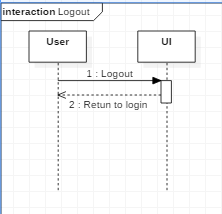 interaction Logout
User
UI
1 : Logout
2 : Retun to login